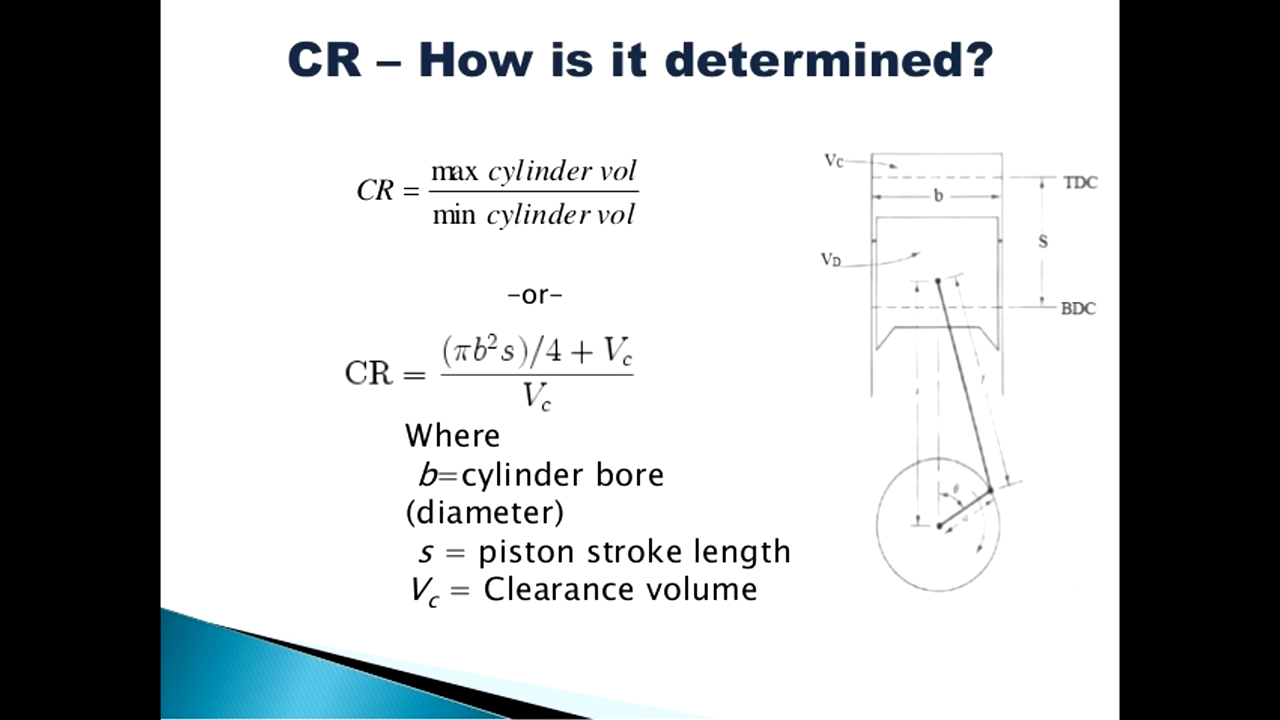 CR – How is it determined?
CR = max cylinder vol / min cylinder vol
-or-
CR = (πb²s)/4 + V_c / V_c
Where
b=cylinder bore
(diameter)
s = piston stroke length
V_c = Clearance volume
Vc
TDC
b
S
VD
BDC